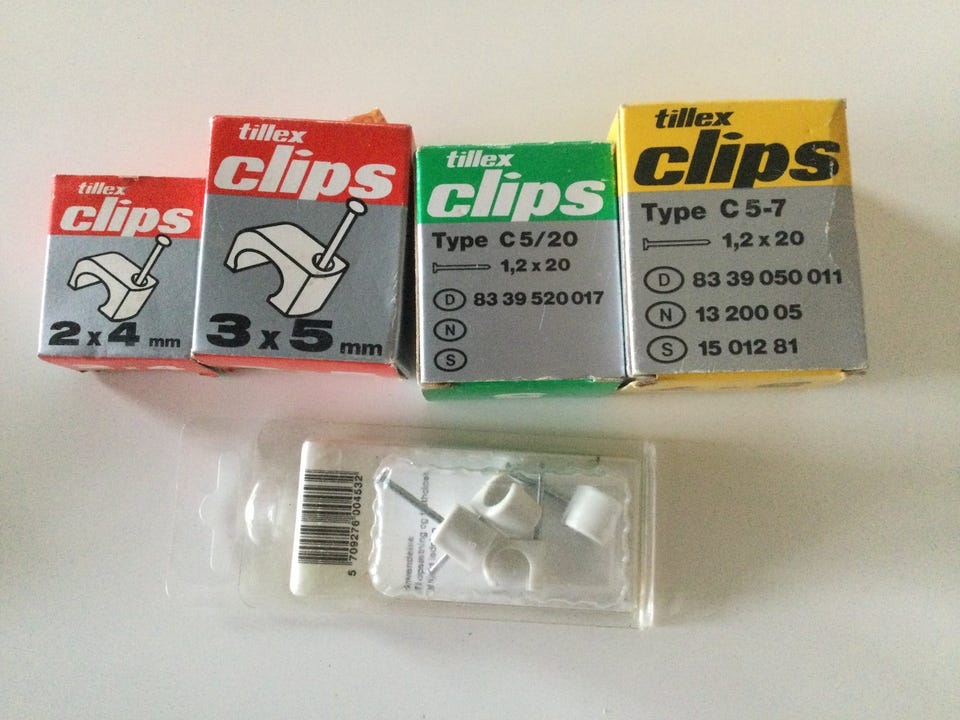 tillex
clips
2 x 4 mm
tillex
clips
3 x 5 mm
tillex
clips
Type C 5/20
1,2 x 20
D 83 39 520 017
N
S
tillex
clips
Type C 5-7
1,2 x 20
D 83 39 050 011
N 13 200 05
S 15 012 81
5 709276 004532